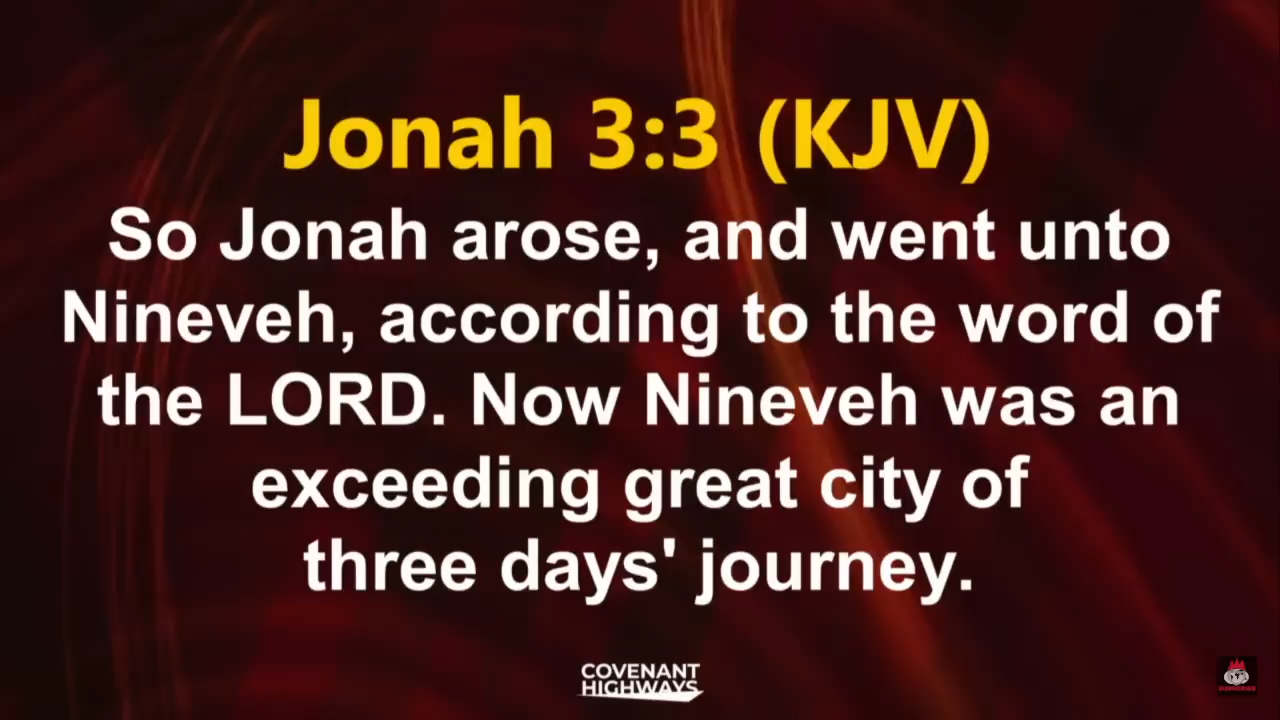 Jonah 3:3 (KJV)
So Jonah arose, and went unto
Nineveh, according to the word of
the LORD. Now Nineveh was an
exceeding great city of
three days' journey.
COVENANT
HIGHWAYS
SUBSCRIBE